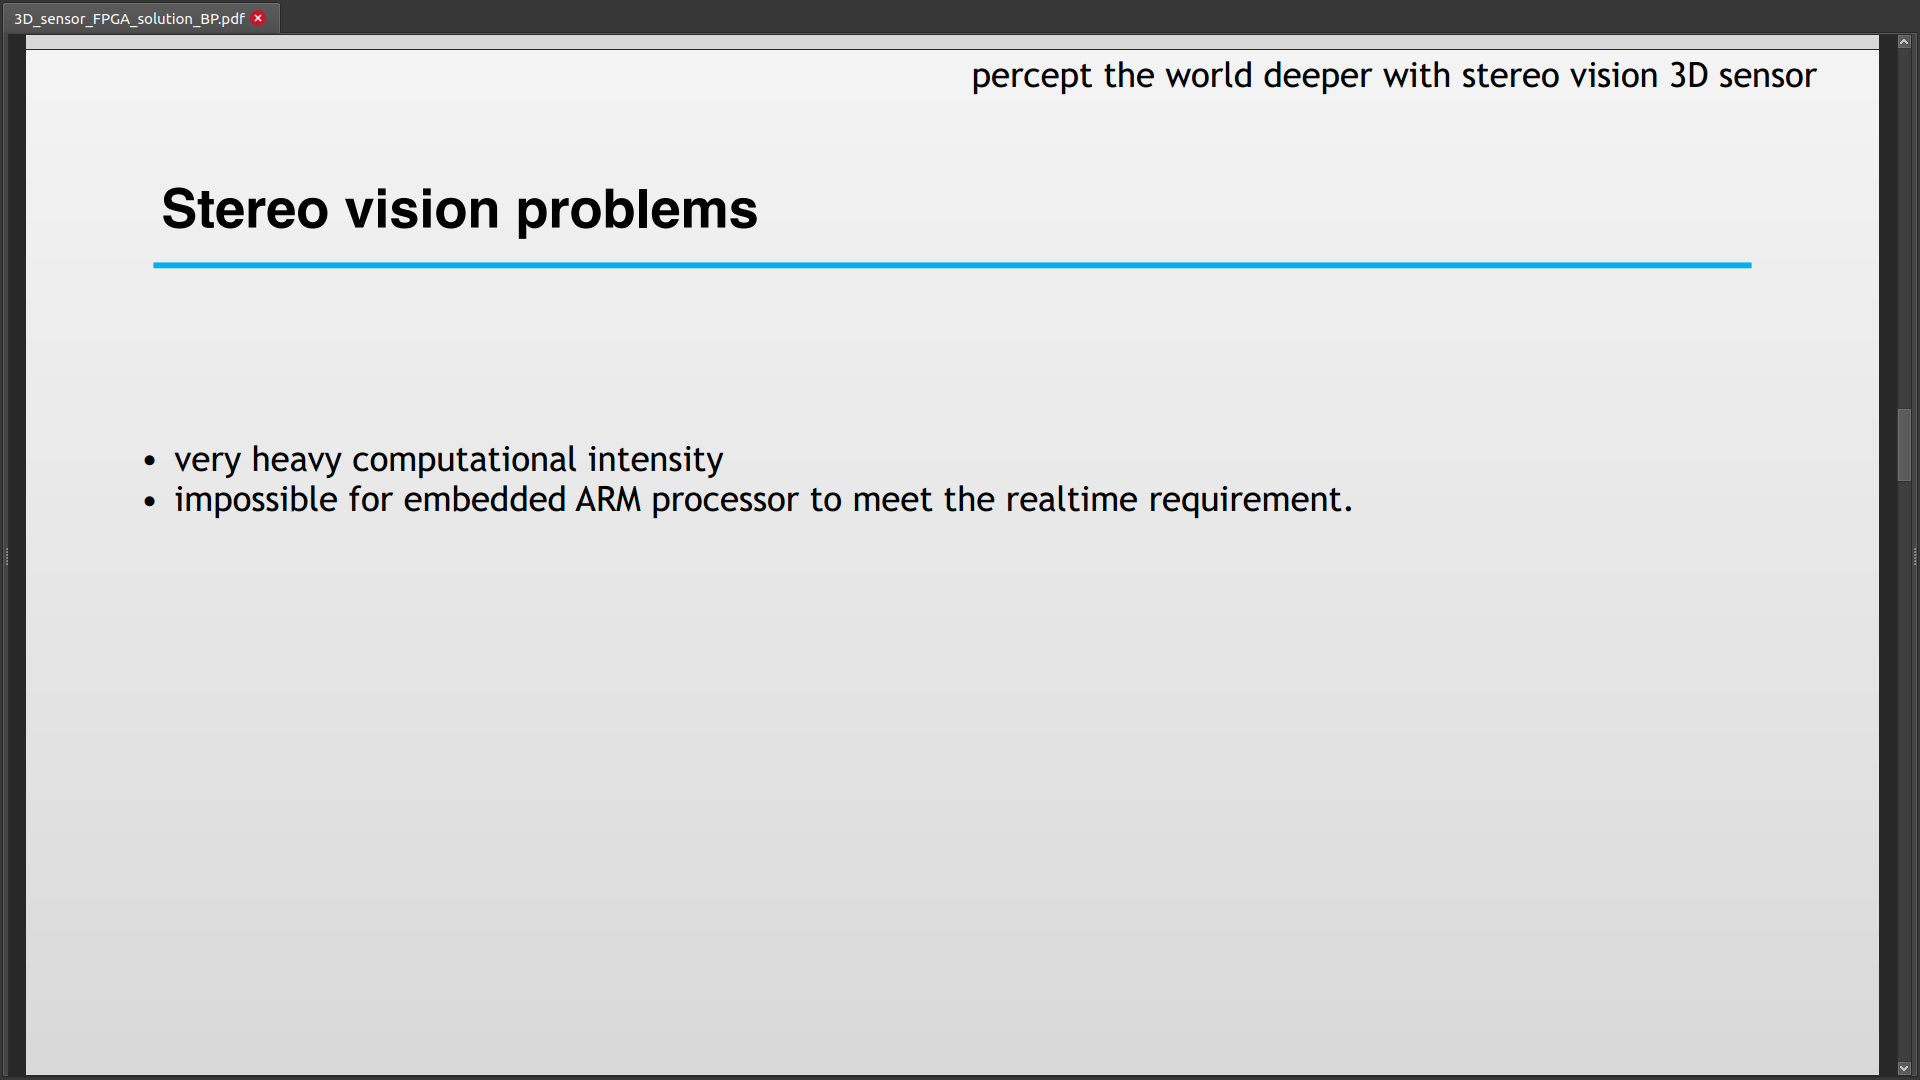 3D_sensor_FPGA_solution_BP.pdf
percept the world deeper with stereo vision 3D sensor
Stereo vision problems
• very heavy computational intensity
• impossible for embedded ARM processor to meet the realtime requirement.